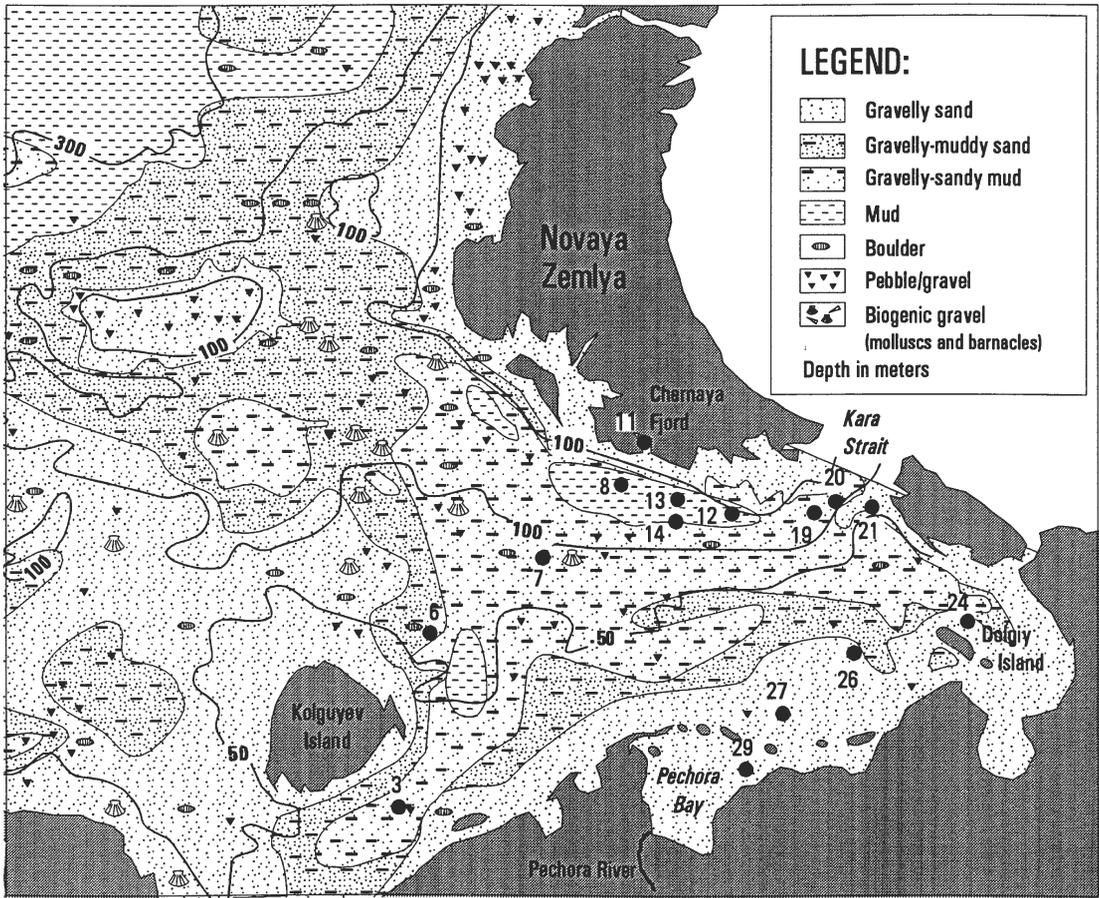 LEGEND:
Gravelly sand
Gravelly-muddy sand
Gravelly-sandy mud
Mud
Boulder
Pebble/gravel
Biogenic gravel
(molluscs and barnacles)
Depth in meters
300
100
Novaya
Zemlya
100
Chernaya
11 Fjord
Kara
Strait
100
8
13
12
14
20
19
21
100
7
100
6
50
24
Dolgiy
Island
26
27
Kolguyev
Island
50
29
Pechora
Bay
3
Pechora River